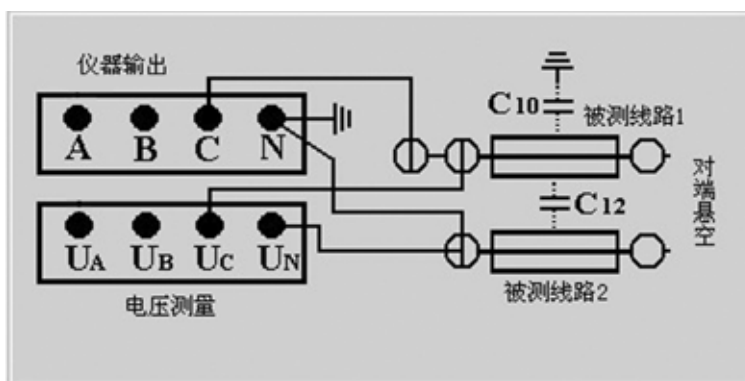 仪器输出
A B C N
C10
被测线路1
对端悬空
C12
UA UB UC UN
被测线路2
电压测量